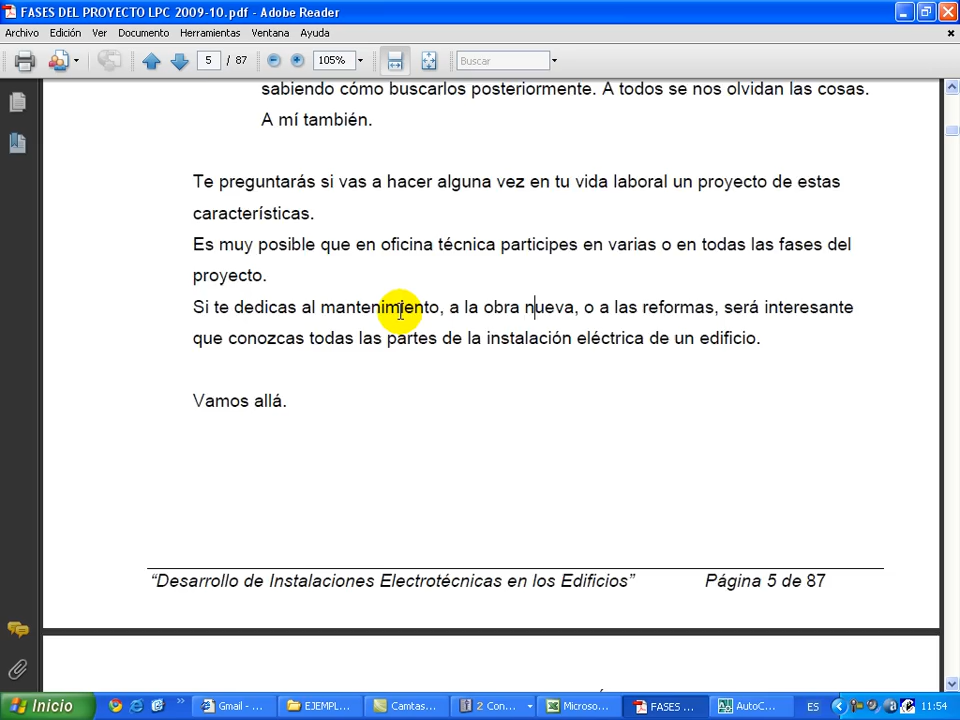 FASES DEL PROYECTO LPC 2009-10.pdf - Adobe Reader
Archivo Edición Ver Documento Herramientas Ventana Ayuda
5 / 87 105% Buscar
sabiendo cómo buscarlos posteriormente. A todos se nos olvidan las cosas.
A mí también.
Te preguntarás si vas a hacer alguna vez en tu vida laboral un proyecto de estas
características.
Es muy posible que en oficina técnica participes en varias o en todas las fases del
proyecto.
Si te dedicas al mantenimiento, a la obra nueva, o a las reformas, será interesante
que conozcas todas las partes de la instalación eléctrica de un edificio.
Vamos allá.
“Desarrollo de Instalaciones Electrotécnicas en los Edificios” Página 5 de 87
Inicio Gmail - ... EJEMPL... Camtas... 2 Con... Microso... FASES ... AutoC... ES 11:54